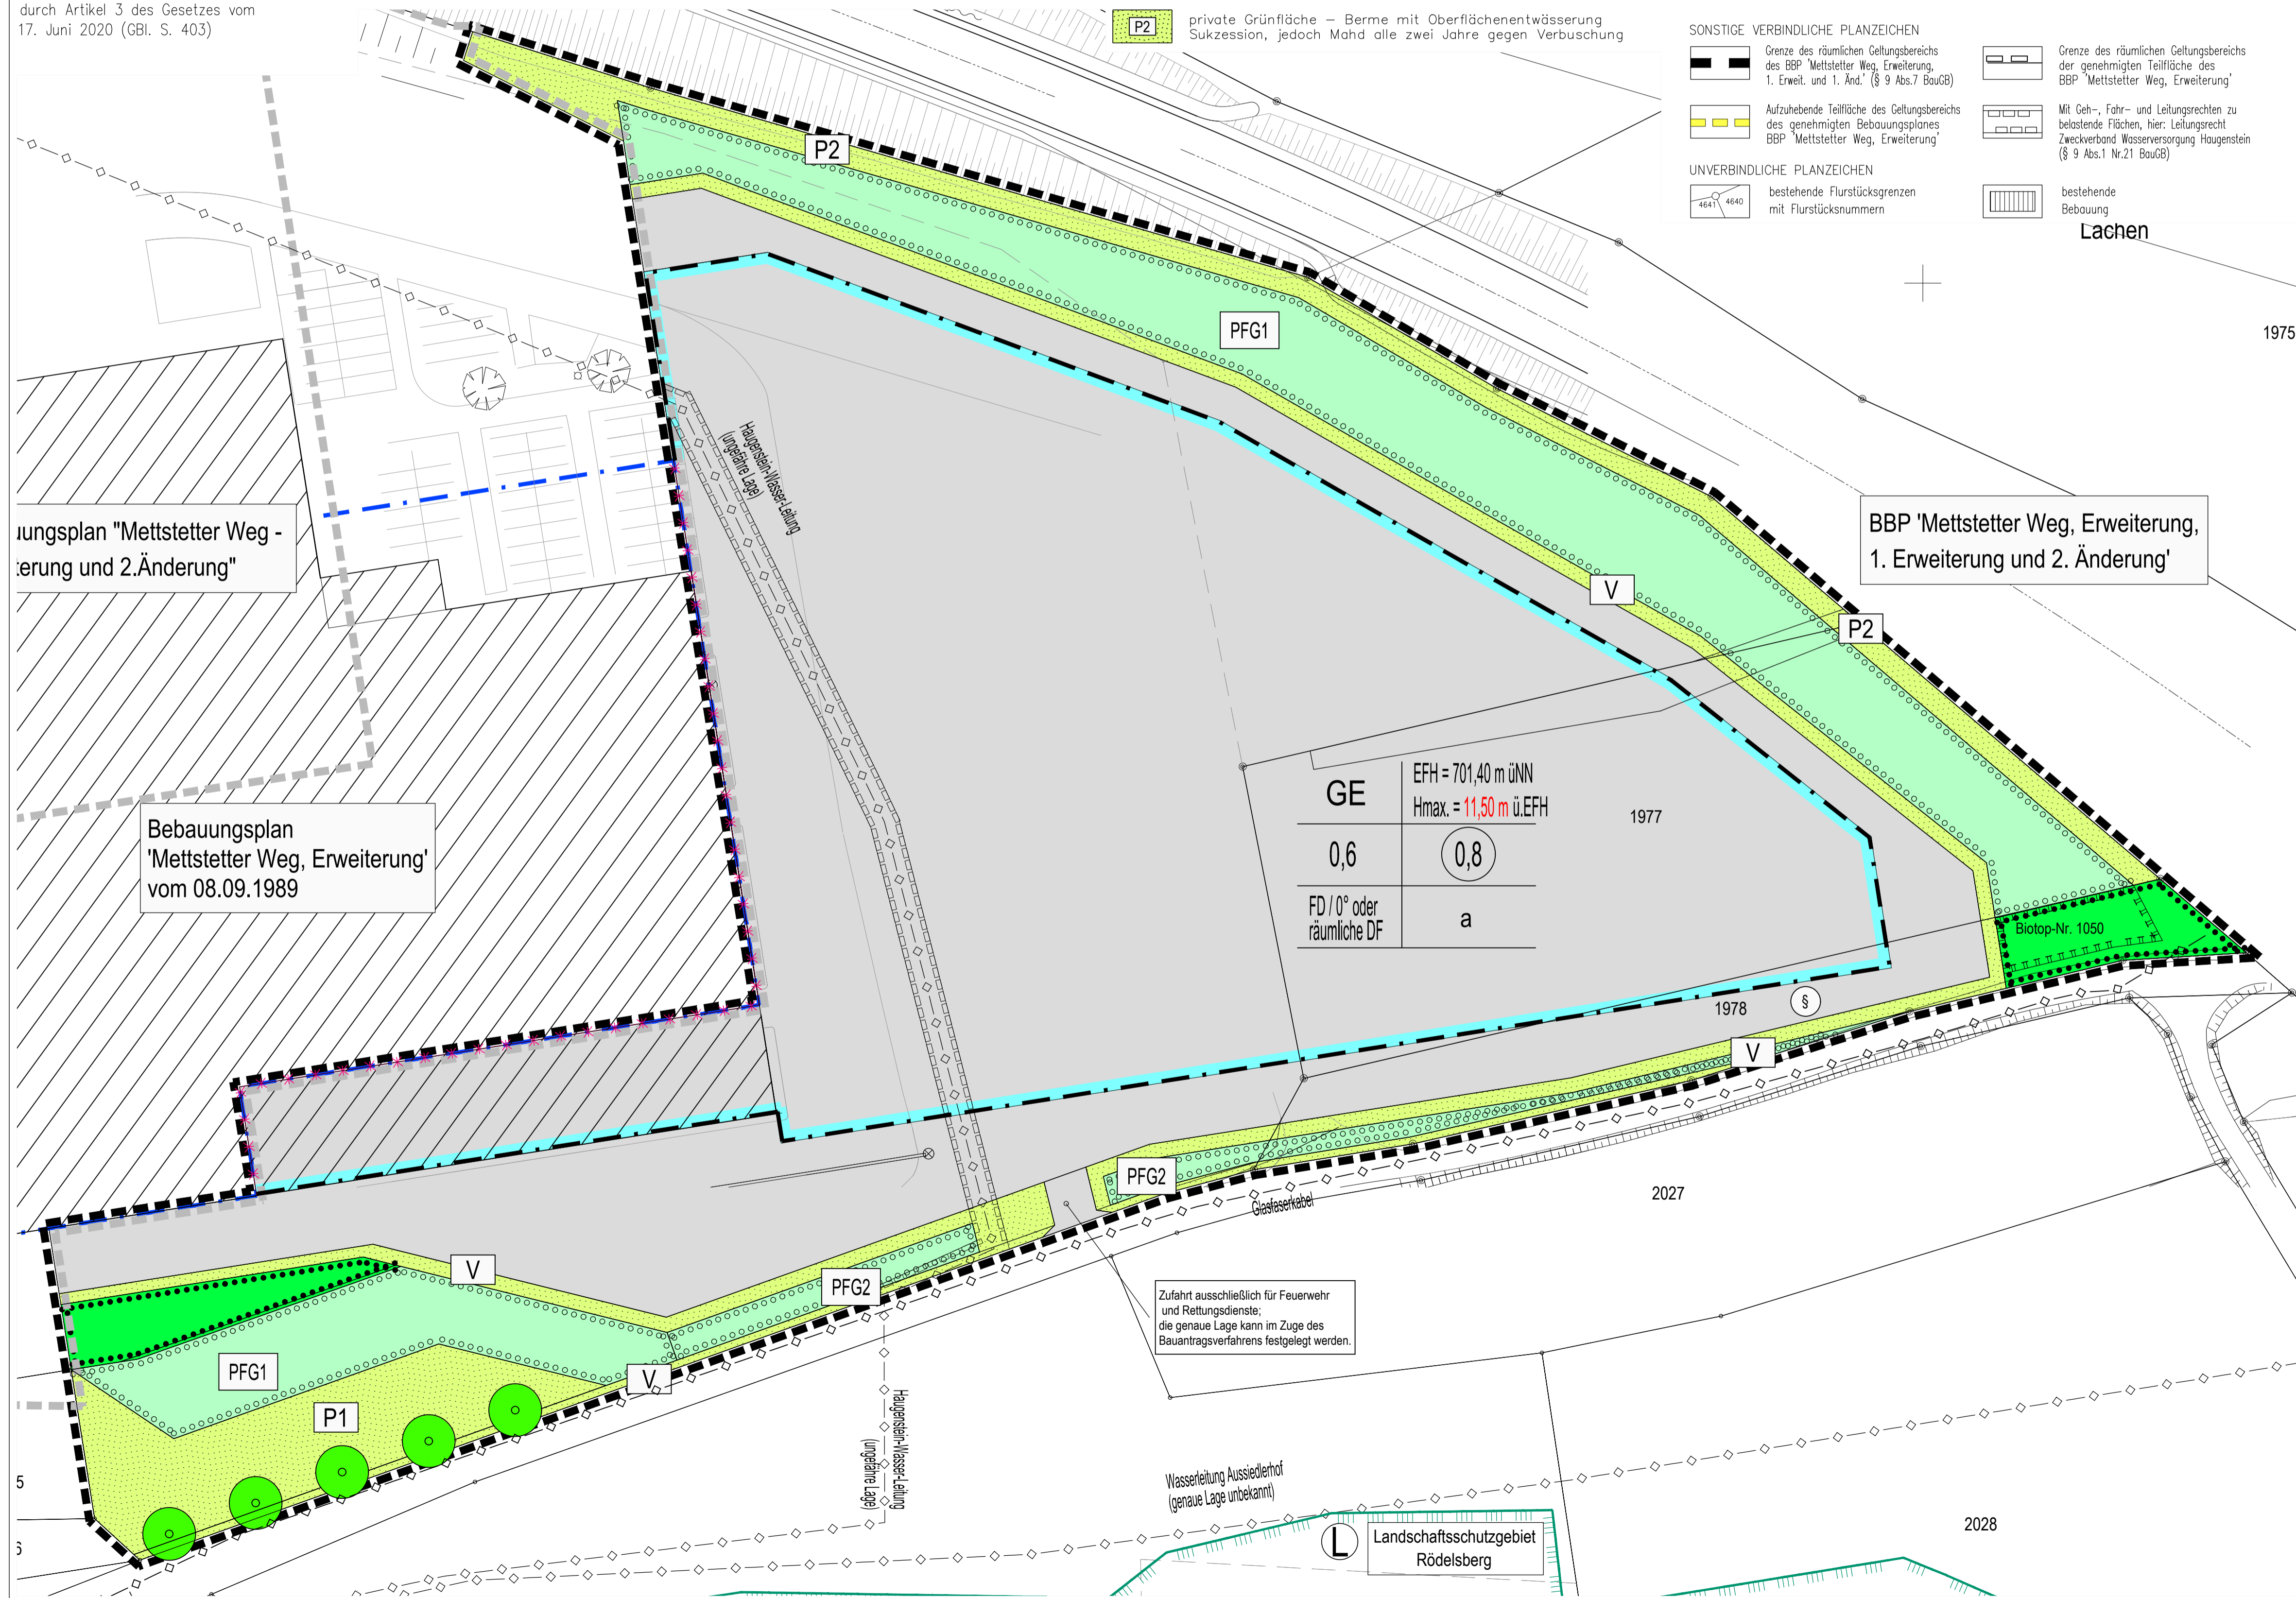 durch Artikel 3 des Gesetzes vom
17. Juni 2020 (GBl. S. 403)
P2
private Grünfläche – Berme mit Oberflächenentwässerung
Sukzession, jedoch Mahd alle zwei Jahre gegen Verbuschung
SONSTIGE VERBINDLICHE PLANZEICHEN
Grenze des räumlichen Geltungsbereichs
des BBP 'Mettstetter Weg, Erweiterung,
1. Erweit. und 1. Änd.' (§ 9 Abs.7 BauGB)
Grenze des räumlichen Geltungsbereichs
der genehmigten Teilfläche des
BBP 'Mettstetter Weg, Erweiterung'
Aufzuhebende Teilfläche des Geltungsbereichs
des genehmigten Bebauungsplanes
BBP 'Mettstetter Weg, Erweiterung'
Mit Geh–, Fahr– und Leitungsrechten zu
belastende Flächen, hier: Leitungsrecht
Zweckverband Wasserversorgung Haugenstein
(§ 9 Abs.1 Nr.21 BauGB)
UNVERBINDLICHE PLANZEICHEN
4641
4640
bestehende Flurstücksgrenzen
mit Flurstücksnummern
bestehende
Bebauung
Lachen
1975
P2
PFG1
Haugenstein-Wasser-Leitung
(ungefähre Lage)
uungsplan "Mettstetter Weg -
terung und 2.Änderung"
BBP 'Mettstetter Weg, Erweiterung,
1. Erweiterung und 2. Änderung'
V
P2
Bebauungsplan
'Mettstetter Weg, Erweiterung'
vom 08.09.1989
GE
EFH = 701,40 m üNN
Hmax. = 11,50 m ü.EFH
0,6
0,8
FD / 0° oder
räumliche DF
a
1977
Biotop-Nr. 1050
1978
§
V
PFG2
Glasfaserkabel
2027
V
PFG2
Zufahrt ausschließlich für Feuerwehr
und Rettungsdienste;
die genaue Lage kann im Zuge des
Bauantragsverfahrens festgelegt werden.
PFG1
V
P1
Haugenstein-Wasser-Leitung
(ungefähre Lage)
5
6
Wasserleitung Aussiedlerhof
(genaue Lage unbekannt)
L
Landschaftsschutzgebiet
Rödelsberg
2028